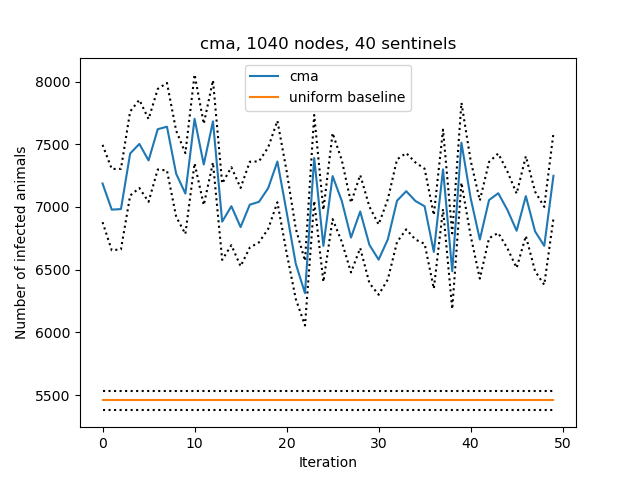 cma, 1040 nodes, 40 sentinels
cma
uniform baseline
Number of infected animals
8000
7500
7000
6500
6000
5500
0
10
20
30
40
50
Iteration